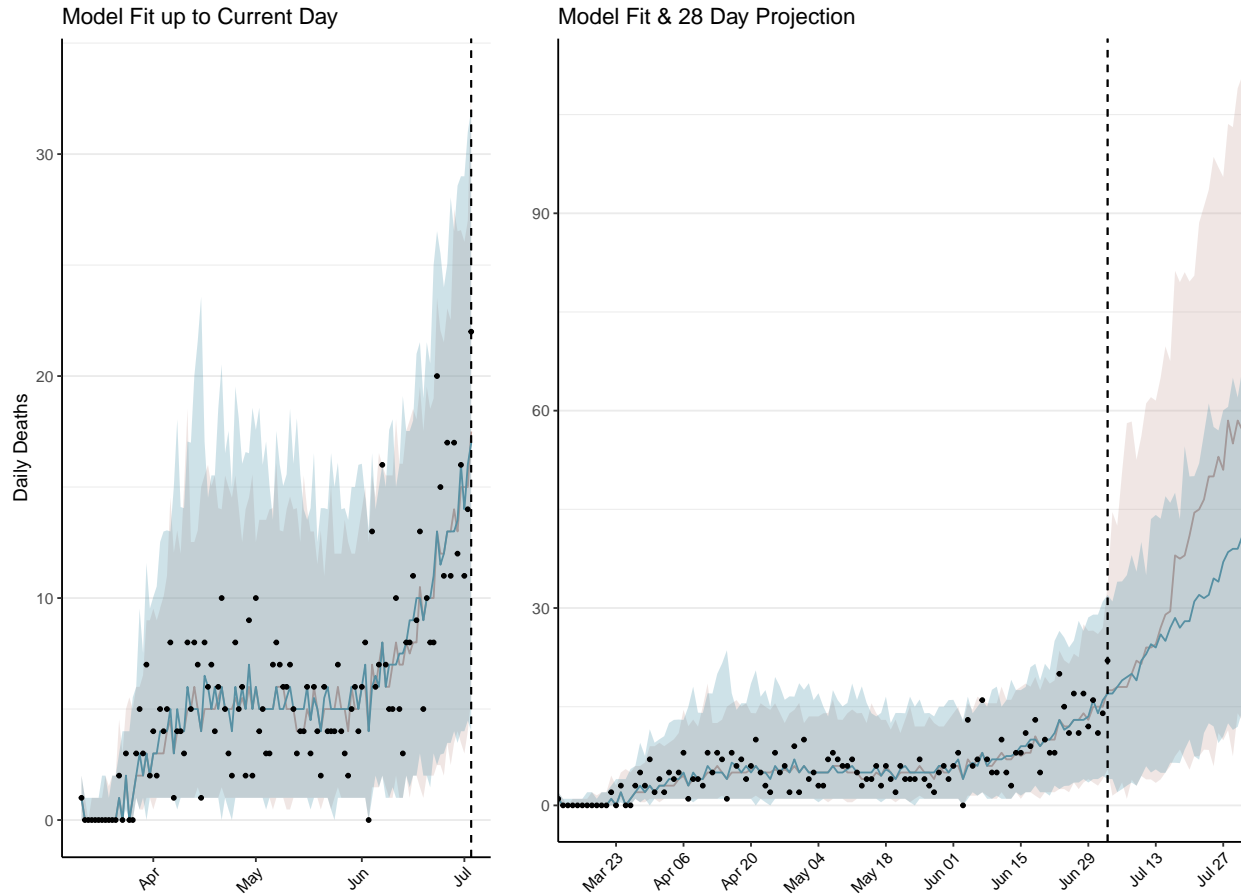 Model Fit up to Current Day
Daily Deaths
30
20
10
0
Apr
May
Jun
Jul
Model Fit & 28 Day Projection
90
60
30
0
Mar 23
Apr 06
Apr 20
May 04
May 18
Jun 01
Jun 15
Jun 29
Jul 13
Jul 27